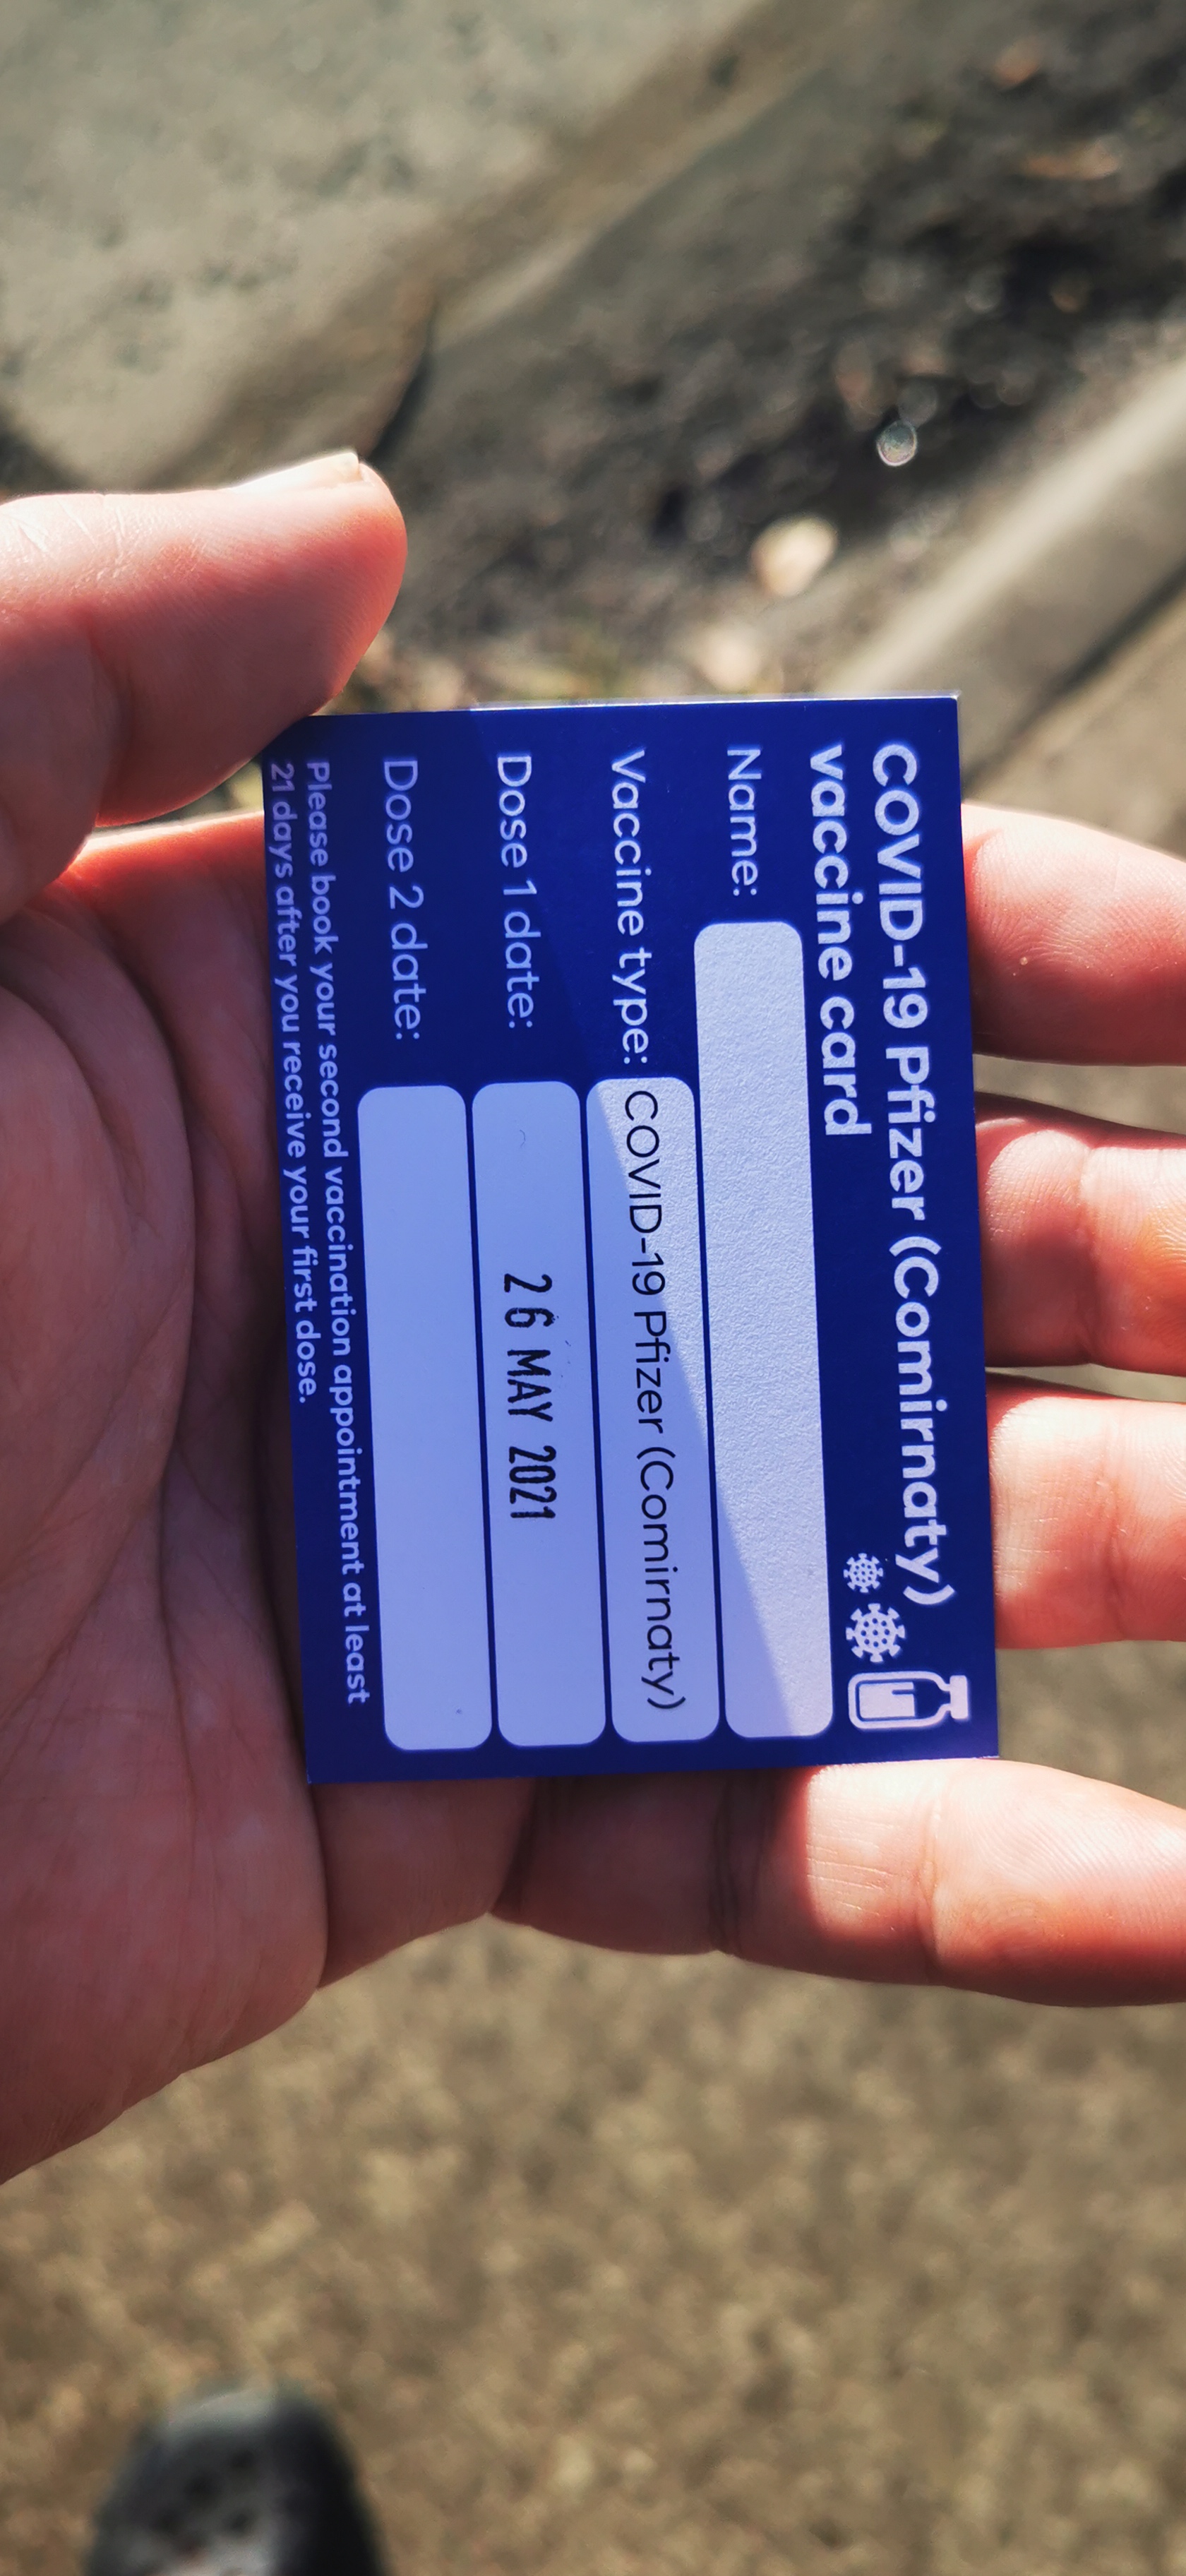 COVID-19 Pfizer (Comirnaty)
vaccine card
Name:
Vaccine type: COVID-19 Pfizer (Comirnaty)
Dose 1 date: 26 MAY 2021
Dose 2 date:
Please book your second vaccination appointment at least
21 days after you receive your first dose.